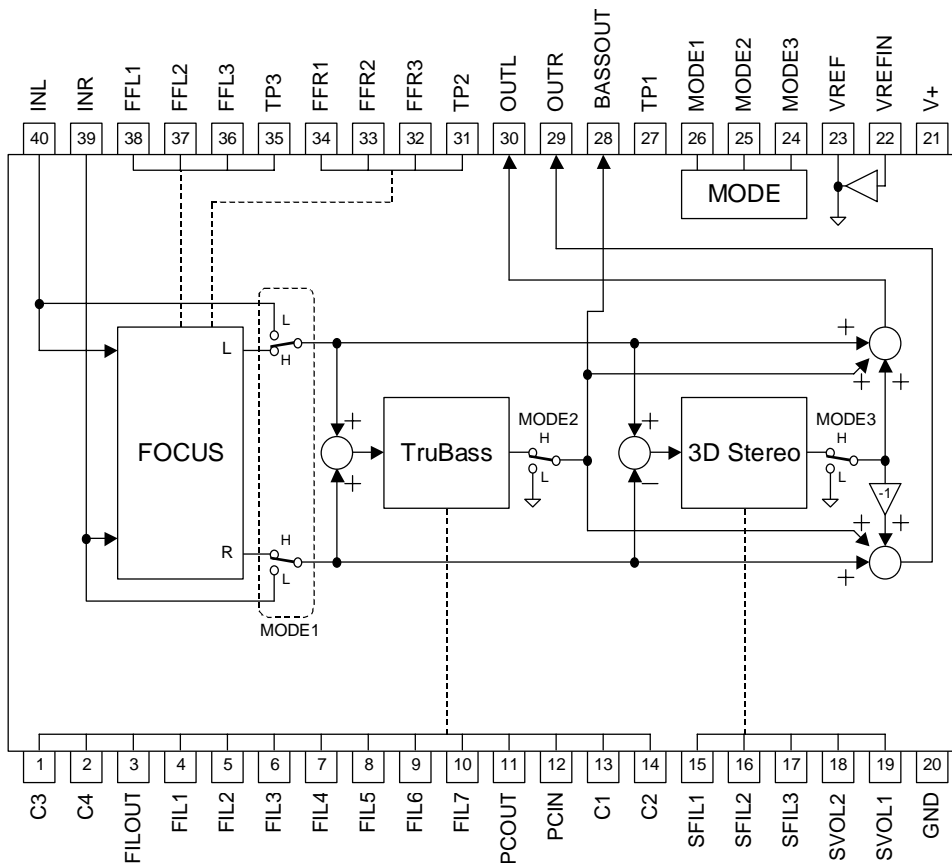 INL
INR
FFL1
FFL2
FFL3
TP3
FFR1
FFR2
FFR3
TP2
OUTL
OUTR
BASSOUT
TP1
MODE1
MODE2
MODE3
VREF
VREFIN
V+
40
39
38
37
36
35
34
33
32
31
30
29
28
27
26
25
24
23
22
21
MODE
L
L
H
+
+
+
+
+
MODE2
H
MODE3
H
FOCUS
TruBass
3D Stereo
+
L
−
L
-1
R
H
L
+
+
+
MODE1
1
2
3
4
5
6
7
8
9
10
11
12
13
14
15
16
17
18
19
20
C3
C4
FILOUT
FIL1
FIL2
FIL3
FIL4
FIL5
FIL6
FIL7
PCOUT
PCIN
C1
C2
SFIL1
SFIL2
SFIL3
SVOL2
SVOL1
GND